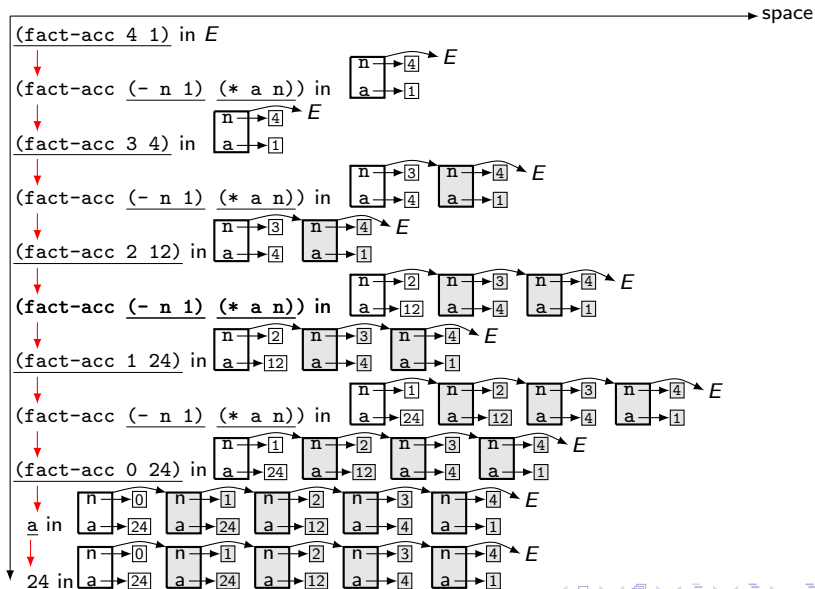 space
(fact-acc 4 1) in E
(fact-acc (- n 1) (* a n)) in n 4 a 1 E
(fact-acc 3 4) in n 4 a 1 E
(fact-acc (- n 1) (* a n)) in n 3 a 4 n 4 a 1 E
(fact-acc 2 12) in n 3 a 4 n 4 a 1 E
(fact-acc (- n 1) (* a n)) in n 2 a 12 n 3 a 4 n 4 a 1 E
(fact-acc 1 24) in n 2 a 12 n 3 a 4 n 4 a 1 E
(fact-acc (- n 1) (* a n)) in n 1 a 24 n 2 a 12 n 3 a 4 n 4 a 1 E
(fact-acc 0 24) in n 1 a 24 n 2 a 12 n 3 a 4 n 4 a 1 E
a in n 0 a 24 n 1 a 24 n 2 a 12 n 3 a 4 n 4 a 1 E
24 in n 0 a 24 n 1 a 24 n 2 a 12 n 3 a 4 n 4 a 1 E